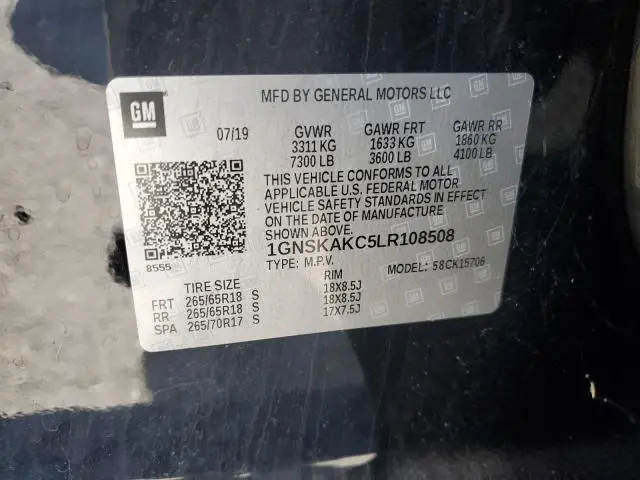 GM
MFD BY GENERAL MOTORS LLC
07/19 GVWR GAWR FRT GAWR RR
3311 KG 1633 KG 1860 KG
7300 LB 3600 LB 4100 LB
THIS VEHICLE CONFORMS TO ALL
APPLICABLE U.S. FEDERAL MOTOR
VEHICLE SAFETY STANDARDS IN EFFECT
ON THE DATE OF MANUFACTURE
SHOWN ABOVE.
8555 1GNSKAKC5LR108508
TYPE: M.P.V. MODEL: 58CK15706
TIRE SIZE RIM
FRT 265/65R18 S 18X8.5J
RR 265/65R18 S 18X8.5J
SPA 265/70R17 S 17X7.5J